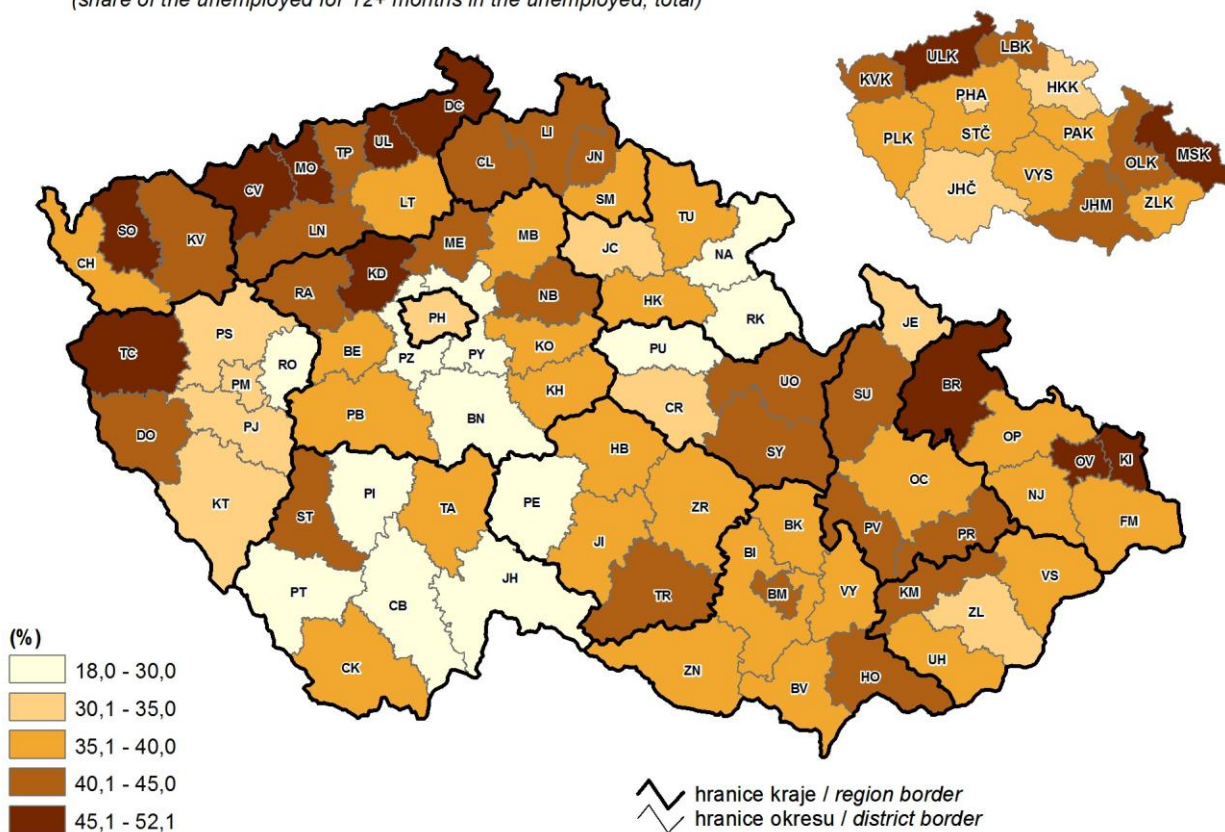 (share of the unemployed for 12+ months in the unemployed, total)
ULK
LBK
KVK
HKK
PHA
PLK
STČ
PAK
MSK
OLK
VYS
JHČ
JHM
ZLK
DC
UL
LI
TP
MO
JN
CL
CV
LT
SM
SO
TU
KV
LN
ME
MB
NA
JC
CH
KD
RA
NB
HK
PH
RK
JE
PS
TC
BE
KO
PU
RO
PZ
PY
UO
BR
PM
SU
KH
CR
PB
BN
PJ
DO
OP
HB
SY
OV
KI
OC
PI
KT
TA
PE
ZR
NJ
ST
FM
BK
PV
PR
JI
BI
JH
VS
PT
TR
BM
VY
KM
CB
ZL
UH
CK
ZN
HO
BV
(%)
18,0 - 30,0
30,1 - 35,0
35,1 - 40,0
40,1 - 45,0
45,1 - 52,1
hranice kraje / region border
hranice okresu / district border